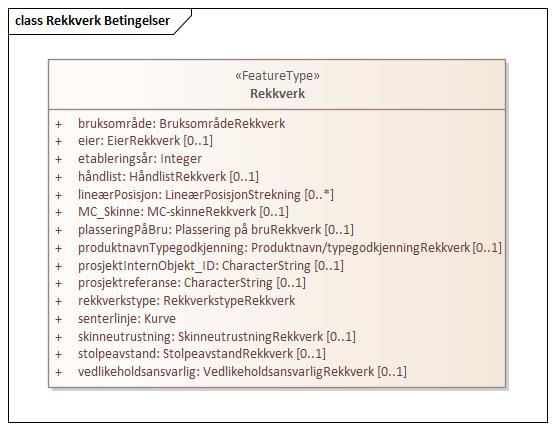 class Rekkverk Betingelser
«FeatureType»
Rekkverk
+ bruksområde: BruksområdeRekkverk
+ eier: EierRekkverk [0..1]
+ etableringsår: Integer
+ håndlist: HåndlistRekkverk [0..1]
+ lineærPosisjon: LineærPosisjonStrekning [0..*]
+ MC_Skinne: MC-skinneRekkverk [0..1]
+ plasseringPåBru: Plassering på bruRekkverk [0..1]
+ produktnavnTypegodkjenning: Produktnavn/typegodkjenningRekkverk [0..1]
+ prosjektInternObjekt_ID: CharacterString [0..1]
+ prosjektreferanse: CharacterString [0..1]
+ rekkverkstype: RekkverkstypeRekkverk
+ senterlinje: Kurve
+ skinneutrustning: SkinneutrustningRekkverk [0..1]
+ stolpeavstand: StolpeavstandRekkverk [0..1]
+ vedlikeholdsansvarlig: VedlikeholdsansvarligRekkverk [0..1]